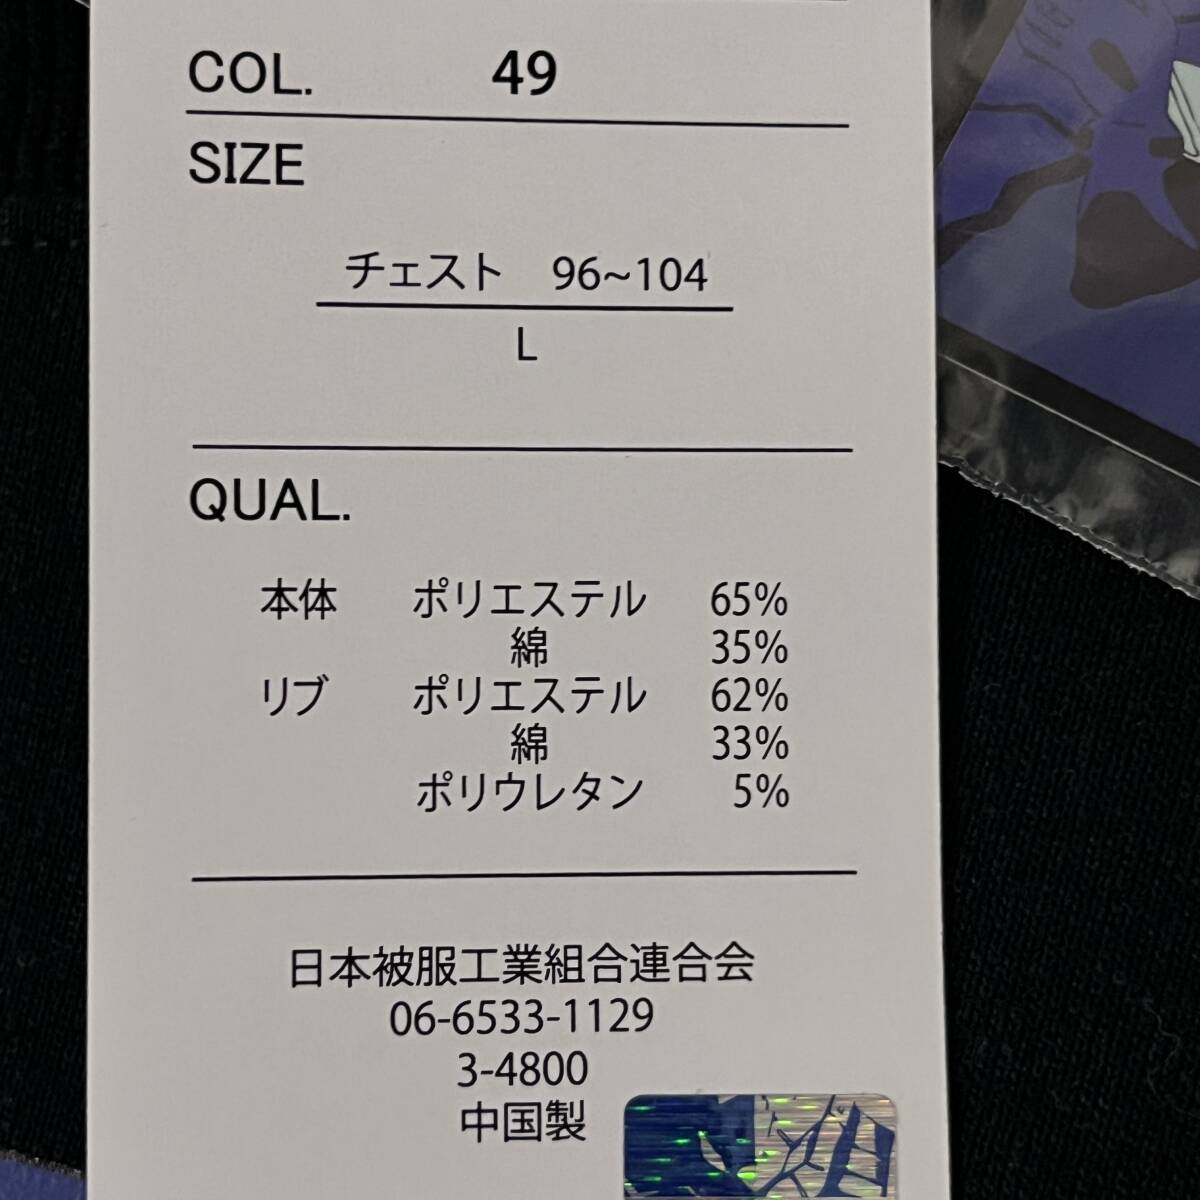 COL. 49
SIZE
チェスト 96~104
L
QUAL.
本体 ポリエステル 65%
綿 35%
リブ ポリエステル 62%
綿 33%
ポリウレタン 5%
日本被服工業組合連合会
06-6533-1129
3-4800
中国製